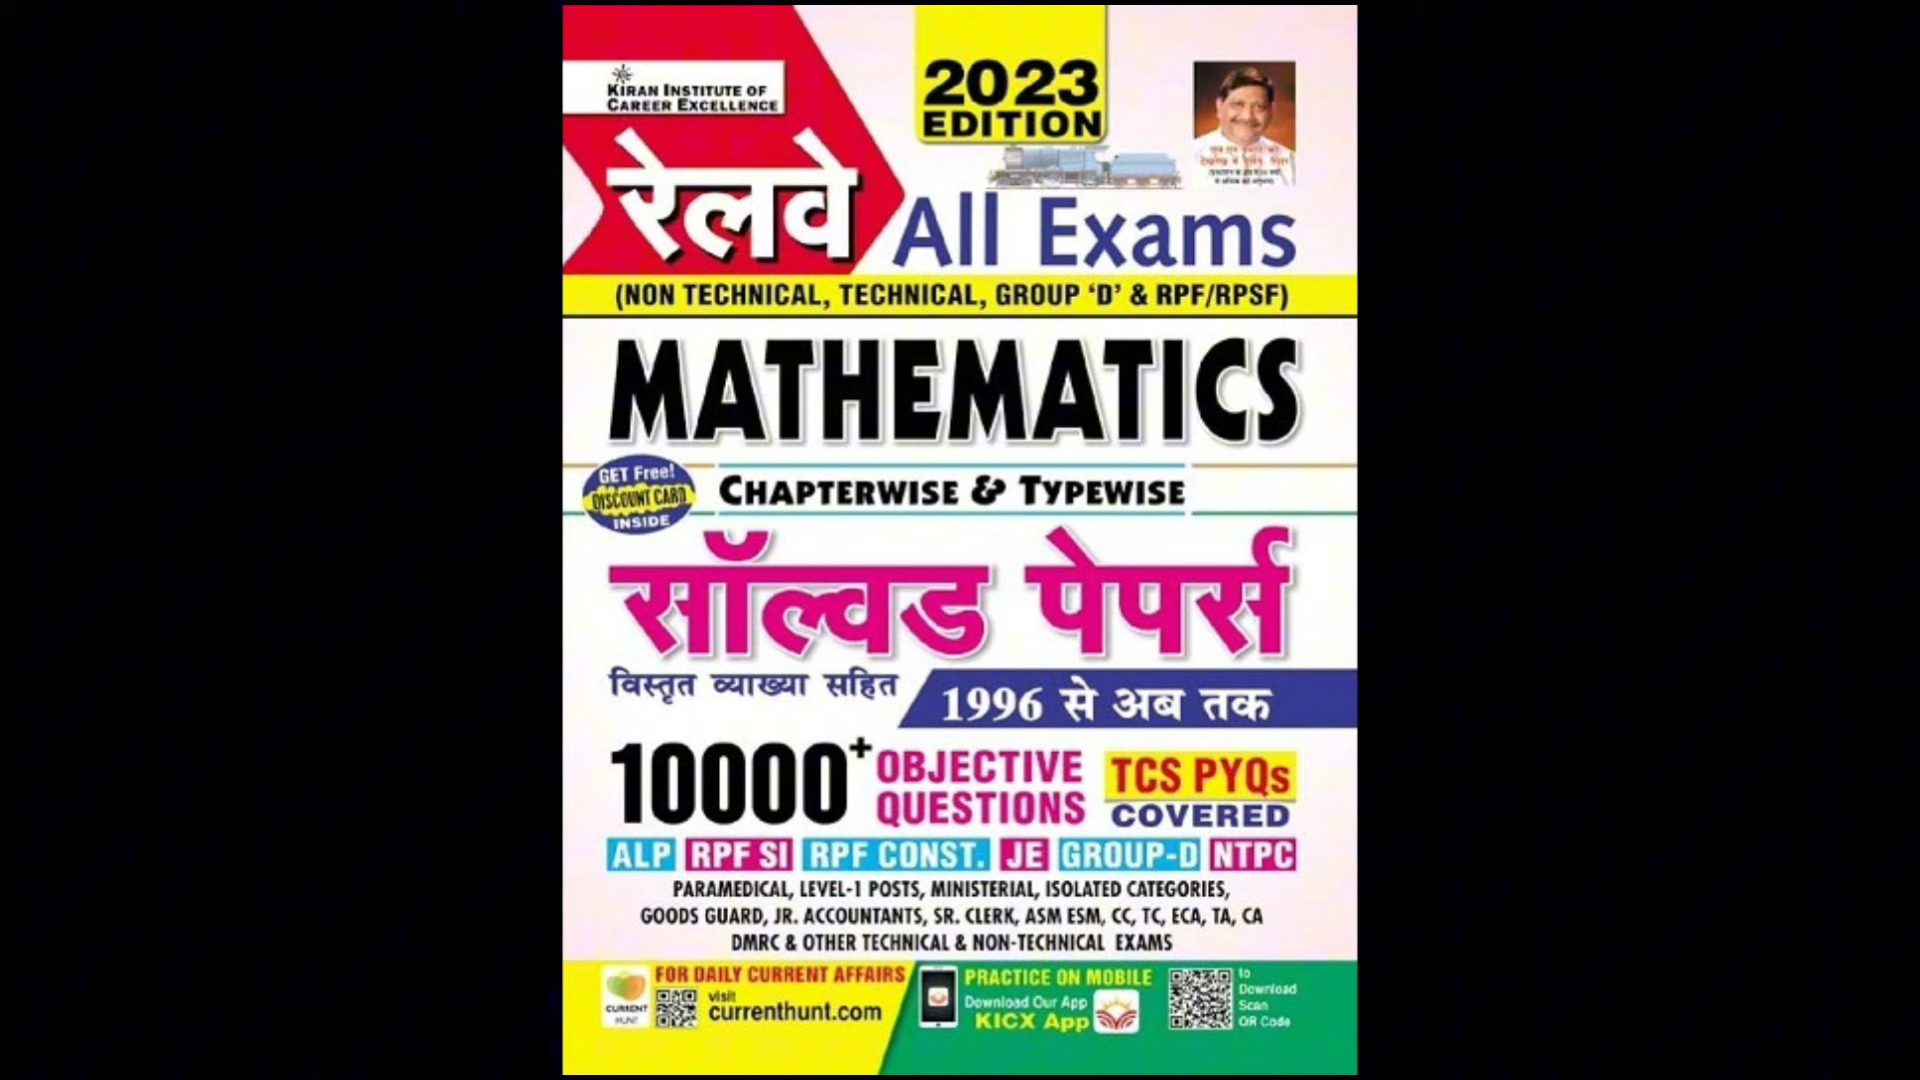 KIRAN INSTITUTE OF
CAREER EXCELLENCE
2023
EDITION
रेलवे All Exams
(NON TECHNICAL, TECHNICAL, GROUP ‘D’ & RPF/RPSF)
MATHEMATICS
GET Free!
DISCOUNT CARD
INSIDE
CHAPTERWISE & TYPEWISE
सॉल्वड पेपर्स
विस्तृत व्याख्या सहित
1996 से अब तक
10000+ OBJECTIVE
QUESTIONS
TCS PYQs
COVERED
ALP RPF SI RPF CONST. JE GROUP-D NTPC
PARAMEDICAL, LEVEL-1 POSTS, MINISTERIAL, ISOLATED CATEGORIES,
GOODS GUARD, JR. ACCOUNTANTS, SR. CLERK, ASM ESM, CC, TC, ECA, TA, CA
DMRC & OTHER TECHNICAL & NON-TECHNICAL EXAMS
CURRENT
HUNT
FOR DAILY CURRENT AFFAIRS
visit
currenthunt.com
PRACTICE ON MOBILE
Download Our App
KICX App
to
Download
Scan
QR Code